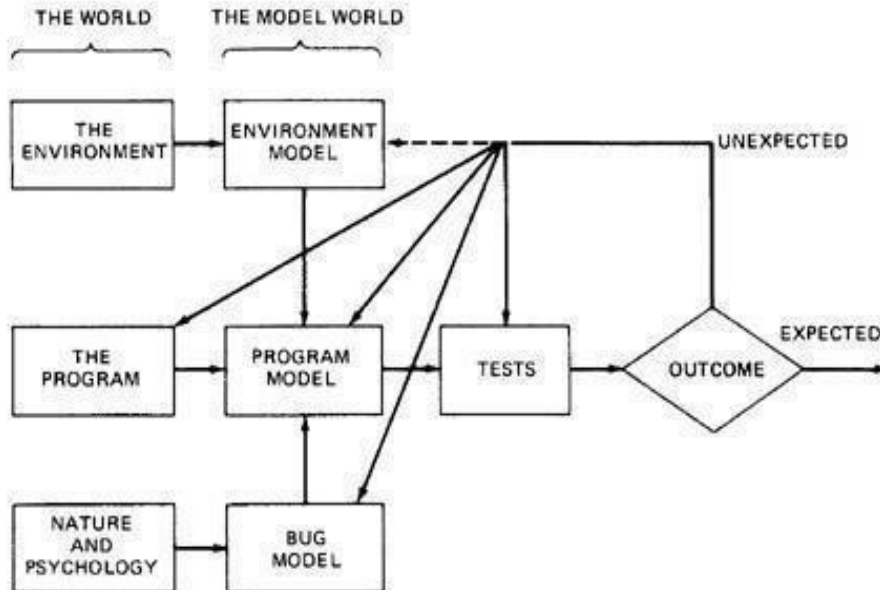 THE WORLD
THE MODEL WORLD
THE
ENVIRONMENT
ENVIRONMENT
MODEL
UNEXPECTED
THE
PROGRAM
PROGRAM
MODEL
TESTS
OUTCOME
EXPECTED
NATURE
AND
PSYCHOLOGY
BUG
MODEL